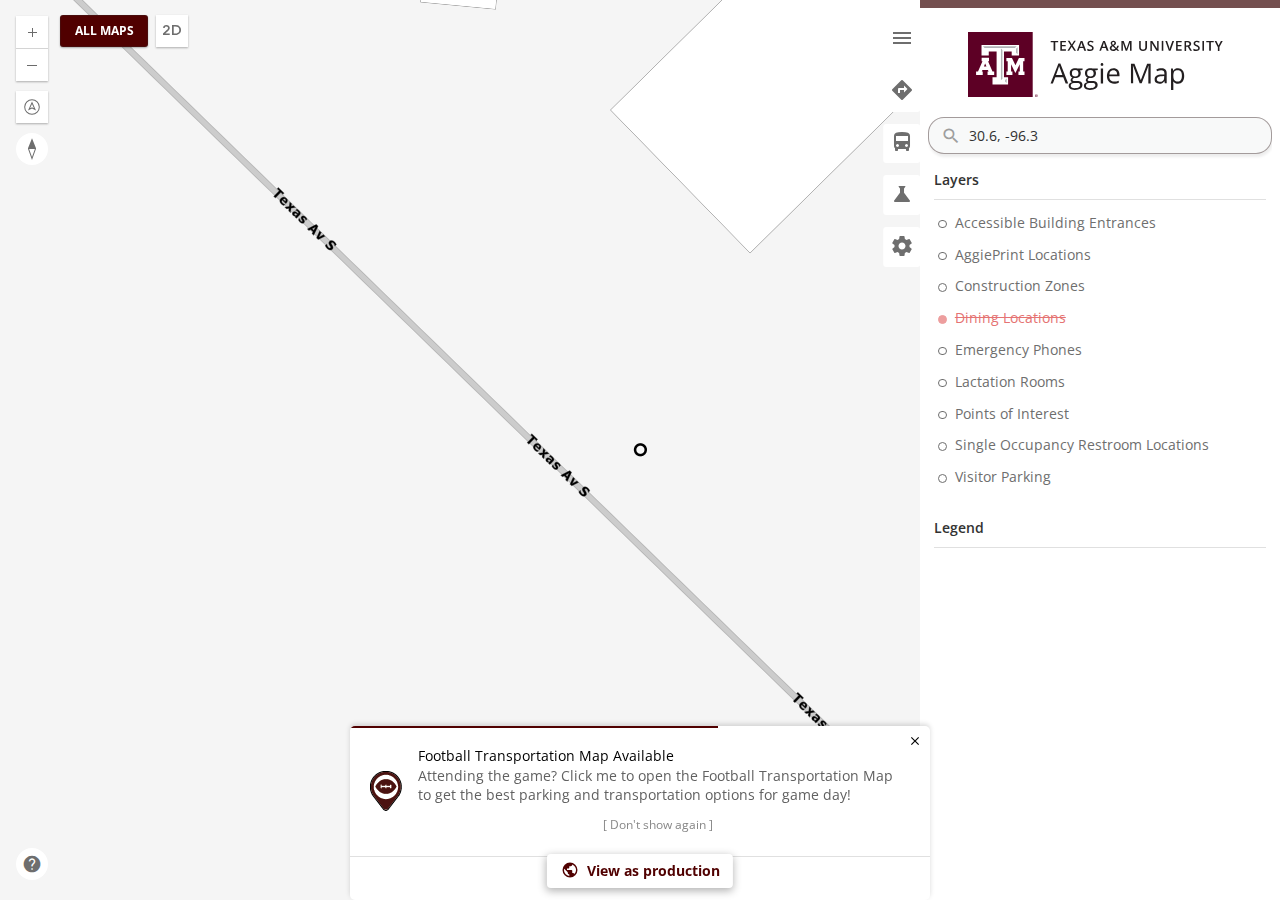 ALL MAPS
2D
Texas Av S
Texas Av S
Texas
TEXAS A&M UNIVERSITY
Aggie Map
30.6, -96.3
Layers
Accessible Building Entrances
AggiePrint Locations
Construction Zones
Dining Locations
Emergency Phones
Lactation Rooms
Points of Interest
Single Occupancy Restroom Locations
Visitor Parking
Legend
Football Transportation Map Available
Attending the game? Click me to open the Football Transportation Map
to get the best parking and transportation options for game day!
[ Don't show again ]
View as production